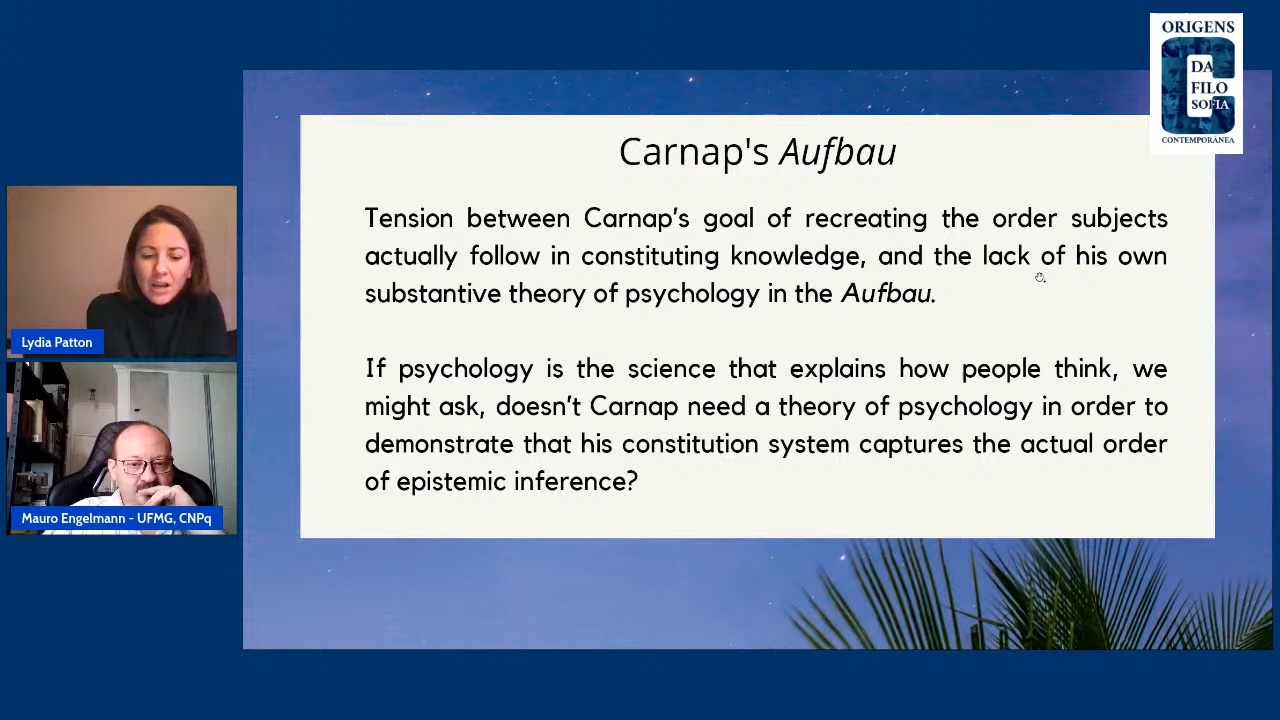 ORIGENS
DA
FILO
SOFIA
CONTEMPORANEA
Carnap's Aufbau
Tension between Carnap's goal of recreating the order subjects
actually follow in constituting knowledge, and the lack of his own
substantive theory of psychology in the Aufbau.
If psychology is the science that explains how people think, we
might ask, doesn't Carnap need a theory of psychology in order to
demonstrate that his constitution system captures the actual order
of epistemic inference?
Lydia Patton
Mauro Engelmann - UFMG, CNPq